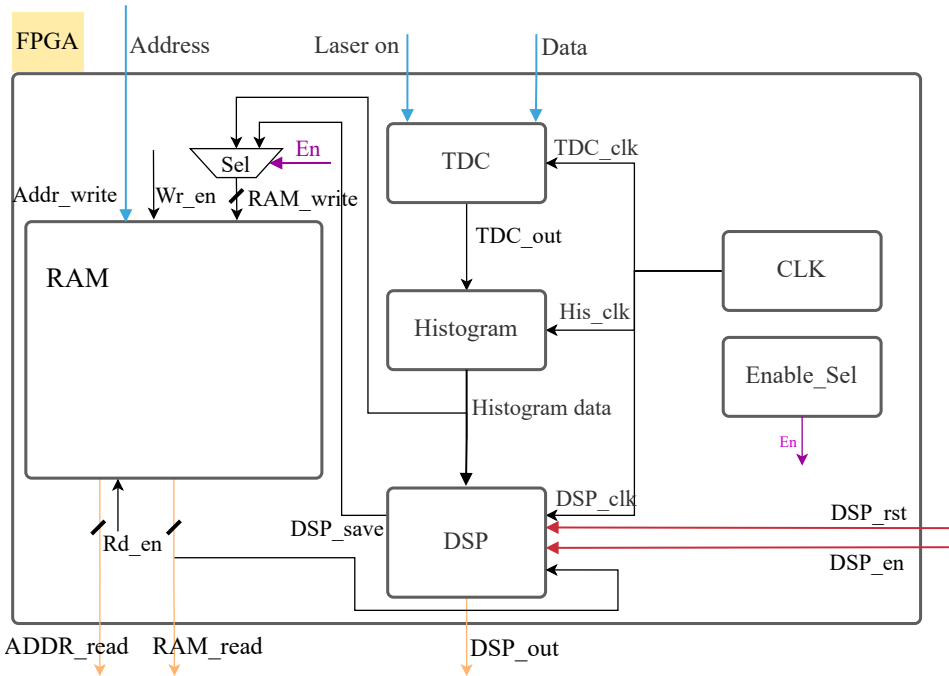 FPGA
Address
Laser on
Data
Sel
En
TDC
TDC_clk
Addr_write
Wr_en
RAM_write
TDC_out
RAM
CLK
Histogram
His_clk
Enable_Sel
Histogram data
En
DSP_clk
DSP_rst
DSP_save
DSP
Rd_en
DSP_en
ADDR_read
RAM_read
DSP_out